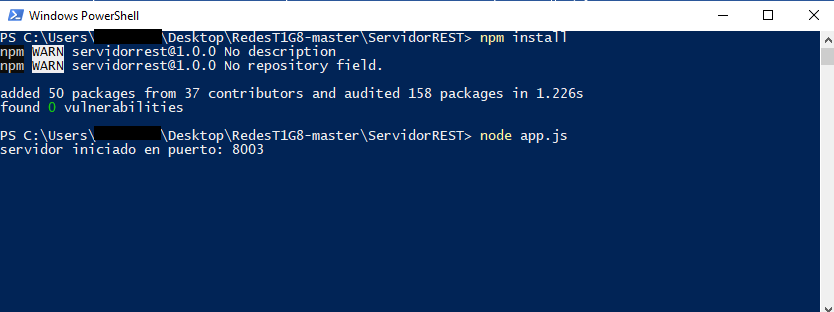 Windows PowerShell
PS C:\Users\ \Desktop\RedesT1G8-master\ServidorREST> npm install
npm WARN servidorrest@1.0.0 No description
npm WARN servidorrest@1.0.0 No repository field.
added 50 packages from 37 contributors and audited 158 packages in 1.226s
found 0 vulnerabilities
PS C:\Users\ \Desktop\RedesT1G8-master\ServidorREST> node app.js
servidor iniciado en puerto: 8003